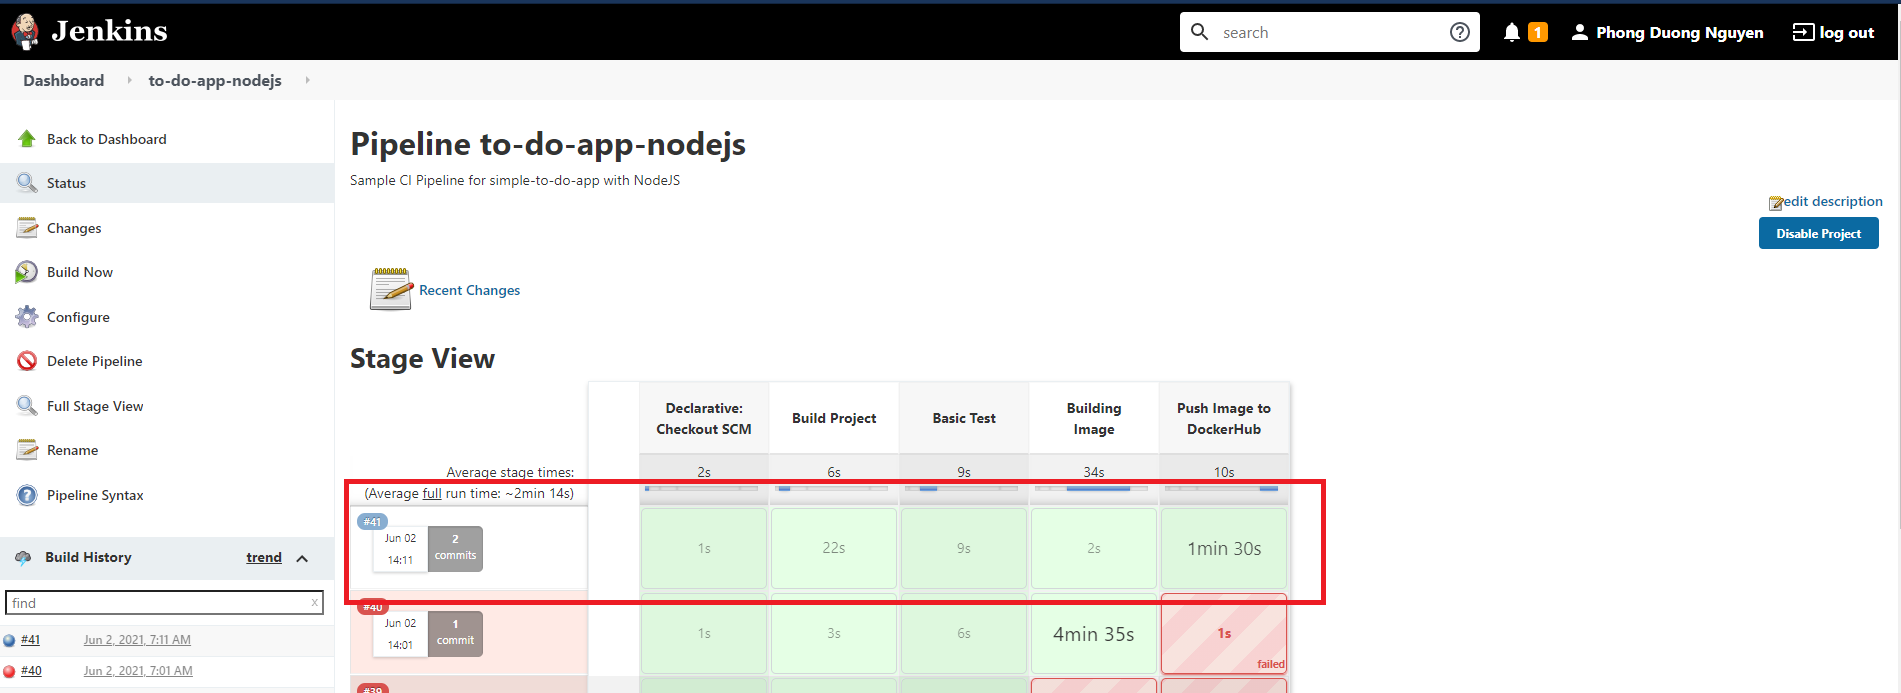 Jenkins
search
1
Phong Duong Nguyen
log out
Dashboard
to-do-app-nodejs
Back to Dashboard
Status
Changes
Build Now
Configure
Delete Pipeline
Full Stage View
Rename
Pipeline Syntax
Build History
trend
find
x
#41 Jun 2, 2021, 7:11 AM
#40 Jun 2, 2021, 7:01 AM
Pipeline to-do-app-nodejs
Sample CI Pipeline for simple-to-do-app with NodeJS
edit description
Disable Project
Recent Changes
Stage View
Declarative:
Checkout SCM
Build Project
Basic Test
Building
Image
Push Image to
DockerHub
Average stage times:
2s 6s 9s 34s 10s
(Average full run time: ~2min 14s)
#41
Jun 02
14:11
2
commits
1s 22s 9s 2s 1min 30s
#40
Jun 02
14:01
1
commit
1s 3s 6s 4min 35s 1s
failed
#39